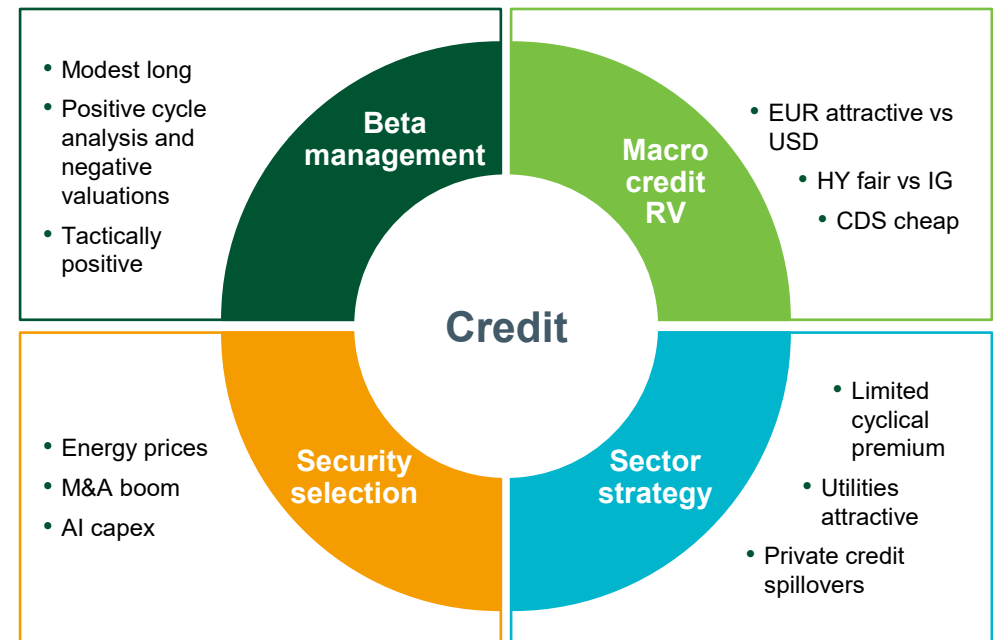 • Modest long
• Positive cycle
analysis and
negative
valuations
• Tactically
positive
Beta
management
Macro
credit
RV
• EUR attractive vs
USD
• HY fair vs IG
• CDS cheap
Credit
• Energy prices
• M&A boom
• AI capex
Security
selection
Sector
strategy
• Limited
cyclical
premium
• Utilities
attractive
• Private credit
spillovers